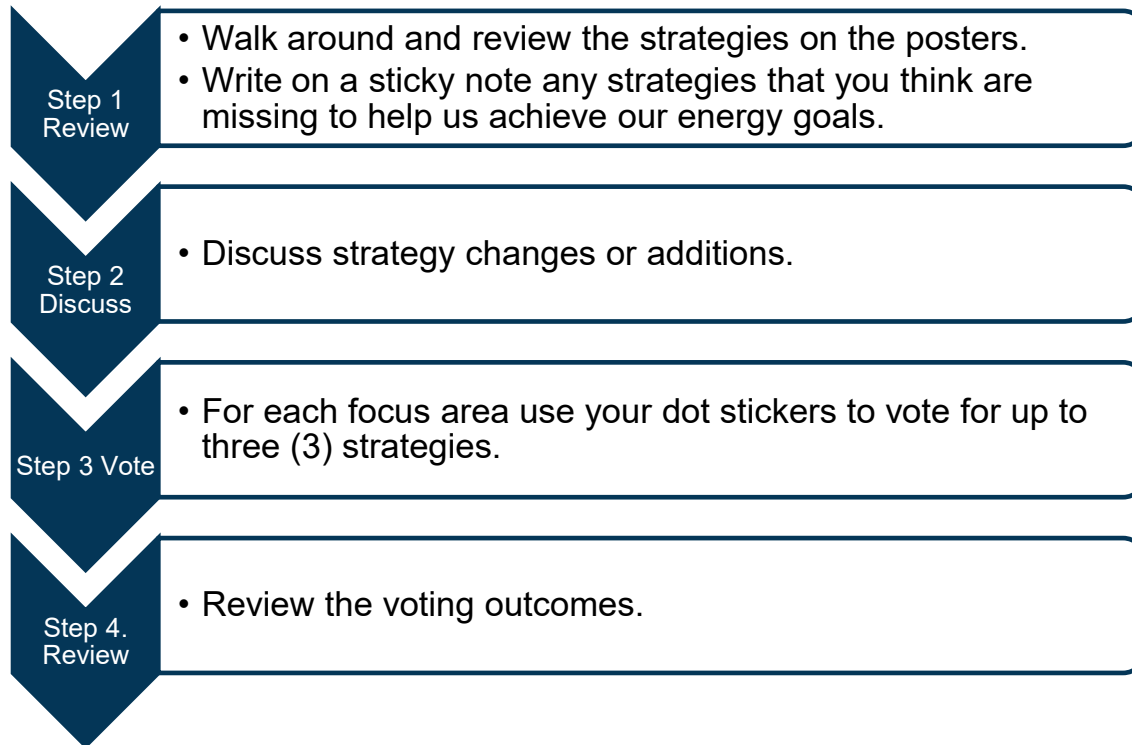 Step 1
Review
• Walk around and review the strategies on the posters.
• Write on a sticky note any strategies that you think are
missing to help us achieve our energy goals.
Step 2
Discuss
• Discuss strategy changes or additions.
Step 3 Vote
• For each focus area use your dot stickers to vote for up to
three (3) strategies.
Step 4.
Review
• Review the voting outcomes.